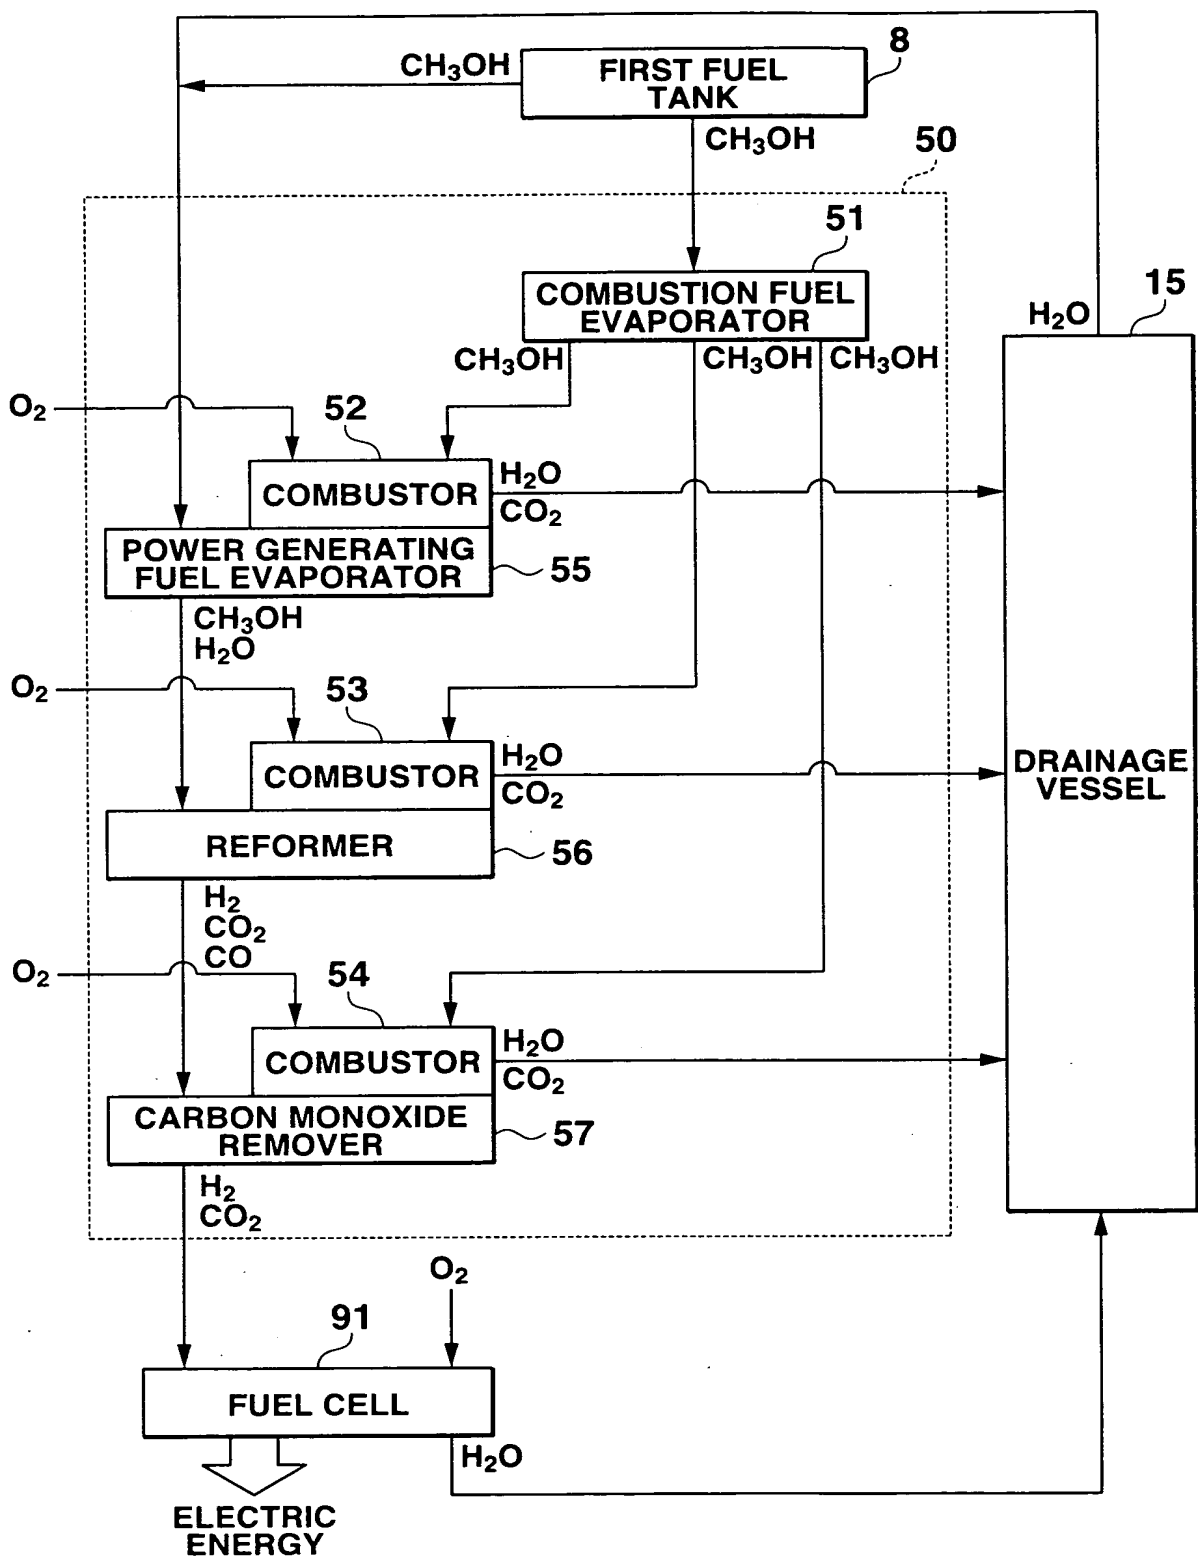 8
CH₃OH
FIRST FUEL
TANK
CH₃OH
50
51
COMBUSTION FUEL
EVAPORATOR
15
H₂O
CH₃OH
CH₃OH
CH₃OH
O₂
52
COMBUSTOR
H₂O
CO₂
POWER GENERATING
FUEL EVAPORATOR
55
CH₃OH
H₂O
O₂
53
COMBUSTOR
H₂O
CO₂
DRAINAGE
VESSEL
REFORMER
56
H₂
CO₂
CO
O₂
54
COMBUSTOR
H₂O
CO₂
CARBON MONOXIDE
REMOVER
57
H₂
CO₂
O₂
91
FUEL CELL
H₂O
ELECTRIC
ENERGY